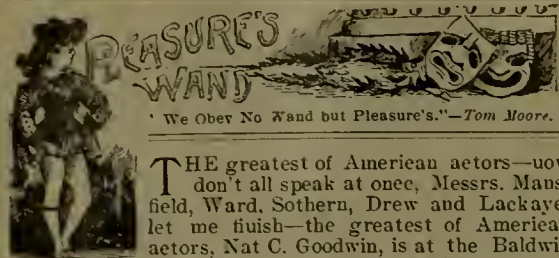 PLEASURE'S
WAND
' We Obey No Wand but Pleasure's."—Tom Moore.
THE greatest of American actors—now
don't all speak at once, Messrs. Mans-
field, Ward, Sothern, Drew and Lackaye,
let me finish—the greatest of American
actors, Nat C. Goodwin, is at the Baldwin